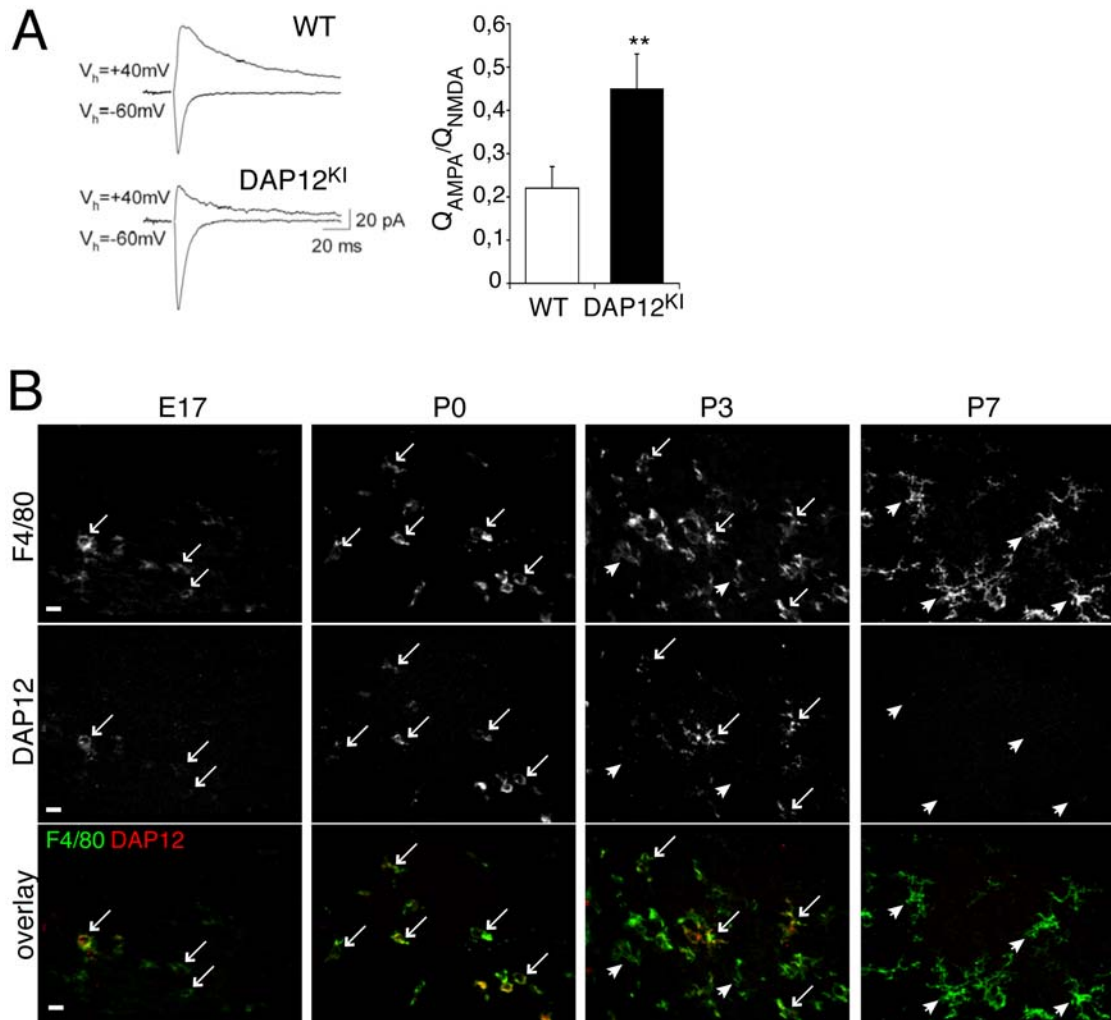 A
WT
Vh=+40mV
Vh=-60mV
DAP12KI
Vh=+40mV
Vh=-60mV
20 pA
20 ms
QAMPA/QNMDA
0,6
0,5
0,4
0,3
0,2
0,1
0
**
WT DAP12KI
B
E17 P0 P3 P7
F4/80
DAP12
F4/80 DAP12
overlay